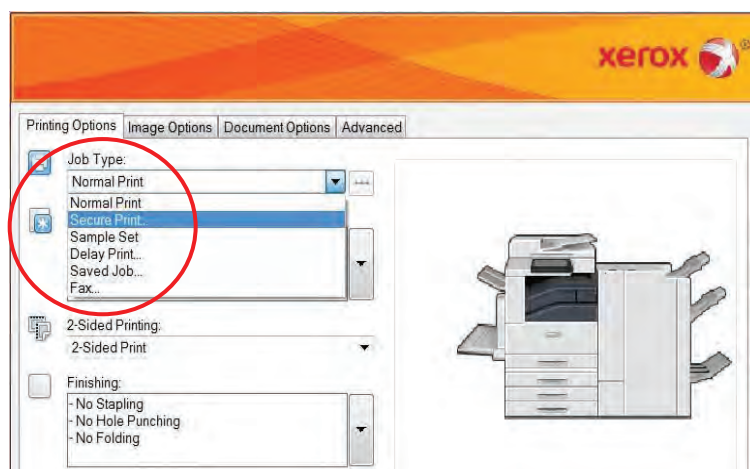 xerox ®
Printing Options Image Options Document Options Advanced
Job Type:
Normal Print
Normal Print
Secure Print...
Sample Set
Delay Print...
Saved Job...
Fax...
2-Sided Printing:
2-Sided Print
Finishing:
- No Stapling
- No Hole Punching
- No Folding